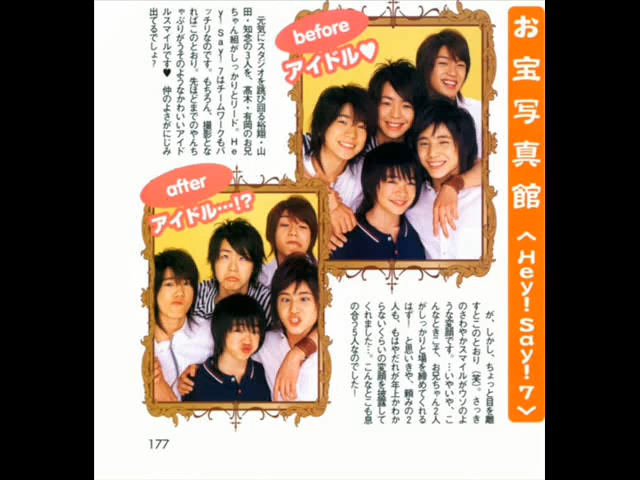 お宝写真館〈Hey!Say!7〉
before
アイドル♥
元気にスタジオを跳び回る裕翔・山
田・知念の3人を、髙木・有岡のお兄
ちゃん組がしっかりとリード。He
y! Say! 7はチームワークもバ
ッチリなのです。もちろん、撮影とな
ればこのとおり。先ほどまでのやんち
ゃぶりがうそのようなかわいいアイド
ルスマイルです♥ 仲のよさがにじみ
出てるでしょ?
after
アイドル…!?
が、しかし、ちょっと目を離
すとこのとおり(笑)。さっき
のさわやかスマイルがウソのよ
うな変顔です。…いやいや、こ
んなときこそ、お兄ちゃん2人
がしっかりと場を締めてくれる
はず! と思いきや、頼みの2
人も、もはやだれが年上かわか
らないくらいの変顔を披露して
くれました…。こんなとこも息
の合う5人なのでした!
177